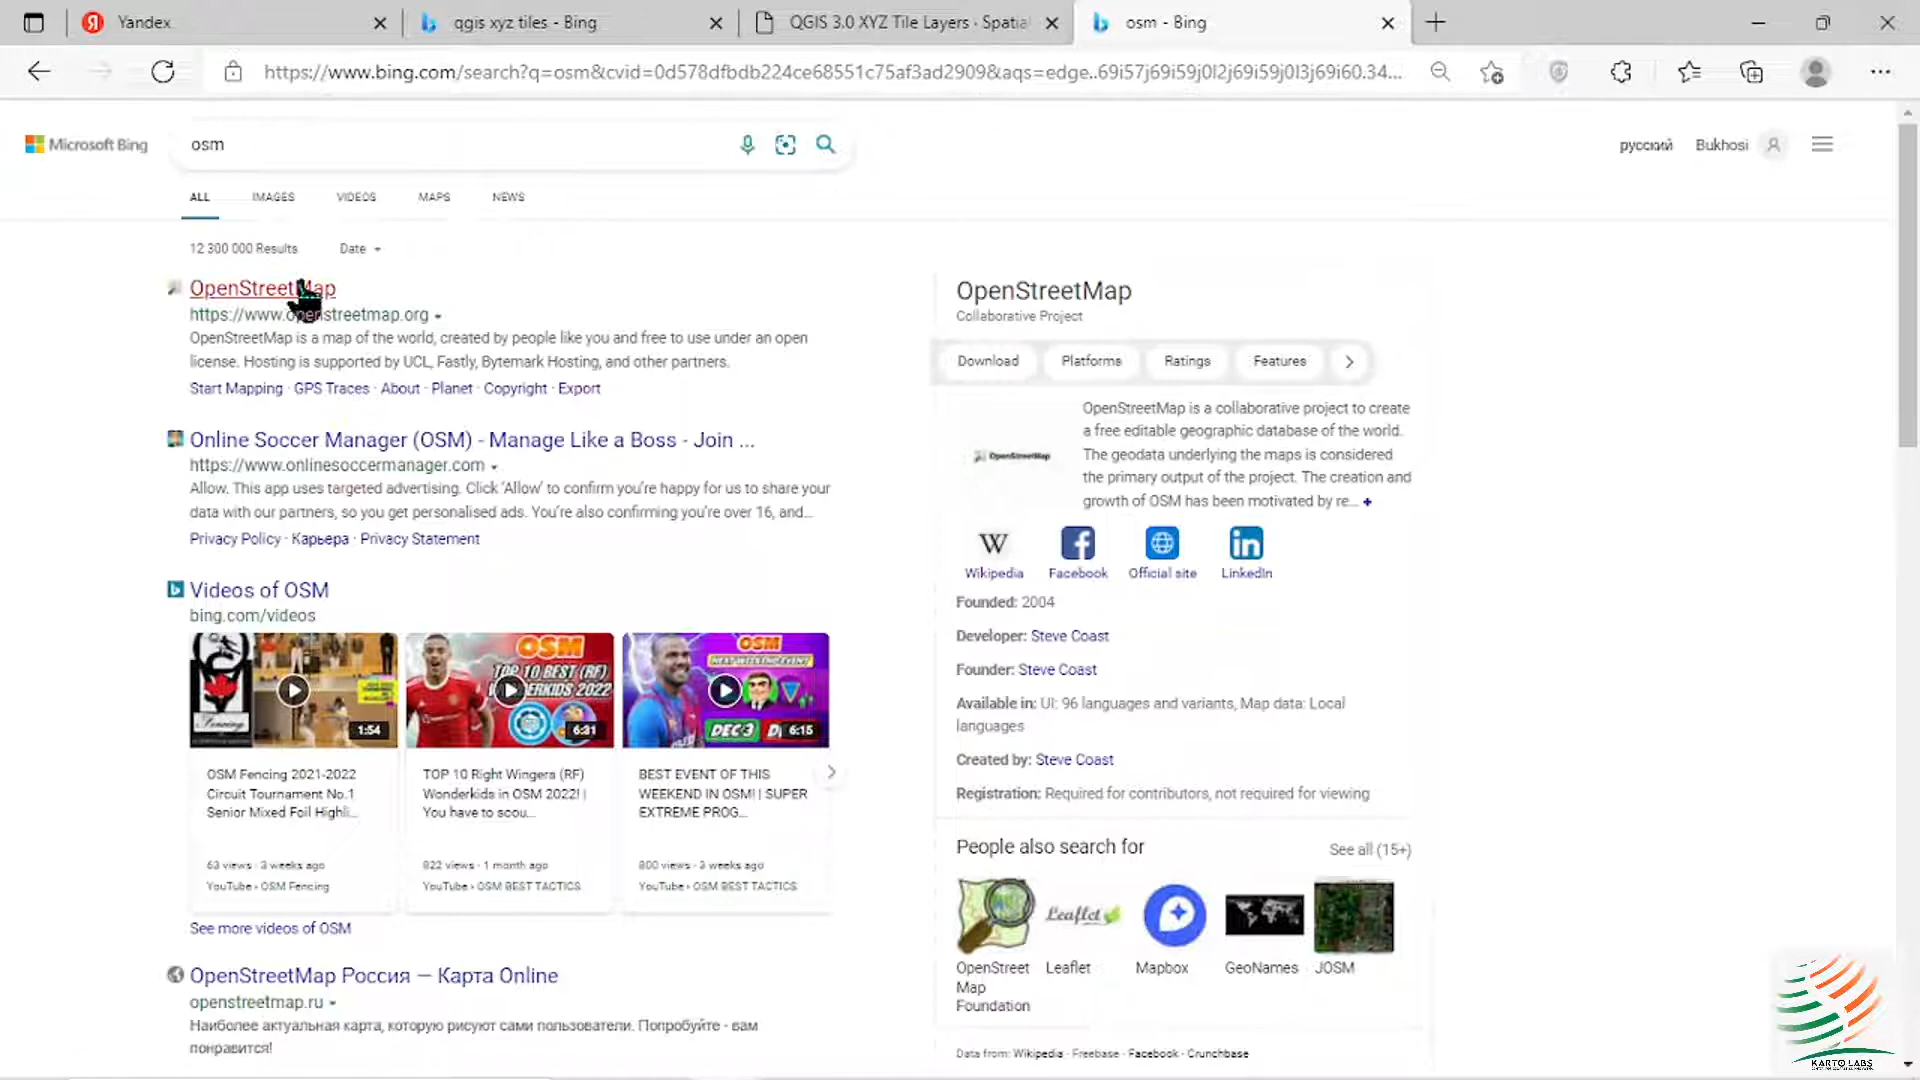 Yandex
qgis xyz tiles - Bing
QGIS 3.0 XYZ Tile Layers · Spatial
osm - Bing
https://www.bing.com/search?q=osm&cvid=0d578dfbdb224ce68551c75af3ad2909&aqs=edge..69i57j69i59j0l2j69i59j0l3j69i60.34...
Microsoft Bing
osm
русский
Bukhosi
ALL IMAGES VIDEOS MAPS NEWS
12 300 000 Results Date
OpenStreetMap
https://www.openstreetmap.org
OpenStreetMap is a map of the world, created by people like you and free to use under an open
license. Hosting is supported by UCL, Fastly, Bytemark Hosting, and other partners.
Start Mapping · GPS Traces · About · Planet · Copyright · Export
Online Soccer Manager (OSM) - Manage Like a Boss - Join ...
https://www.onlinesoccermanager.com
Allow. This app uses targeted advertising. Click 'Allow' to confirm you're happy for us to share your
data with our partners, so you get personalised ads. You're also confirming you're over 16, and...
Privacy Policy · Карьера · Privacy Statement
Videos of OSM
bing.com/videos
Fencing
1:54
OSM
TOP 10 BEST (RF)
WONDERKIDS 2022
6:31
OSM
NEXT WEEKEND EVENT
DEC 3
6:15
OSM Fencing 2021-2022
Circuit Tournament No.1
Senior Mixed Foil Highli...
63 views · 3 weeks ago
YouTube › OSM Fencing
TOP 10 Right Wingers (RF)
Wonderkids in OSM 2022! |
You have to scou...
822 views · 1 month ago
YouTube › OSM BEST TACTICS
BEST EVENT OF THIS
WEEKEND IN OSM! | SUPER
EXTREME PROG...
800 views · 3 weeks ago
YouTube › OSM BEST TACTICS
See more videos of OSM
OpenStreetMap Россия — Карта Online
openstreetmap.ru
Наиболее актуальная карта, которую рисуют сами пользователи. Попробуйте - вам
понравится!
OpenStreetMap
Collaborative Project
Download Platforms Ratings Features
OpenStreetMap
OpenStreetMap is a collaborative project to create
a free editable geographic database of the world.
The geodata underlying the maps is considered
the primary output of the project. The creation and
growth of OSM has been motivated by re... +
Wikipedia Facebook Official site LinkedIn
Founded: 2004
Developer: Steve Coast
Founder: Steve Coast
Available in: UI: 96 languages and variants, Map data: Local
languages
Created by: Steve Coast
Registration: Required for contributors, not required for viewing
People also search for
See all (15+)
Leaflet
OpenStreet
Map
Foundation
Leaflet
Mapbox
GeoNames
JOSM
Data from: Wikipedia · Freebase · Facebook · Crunchbase
KARTO LABS